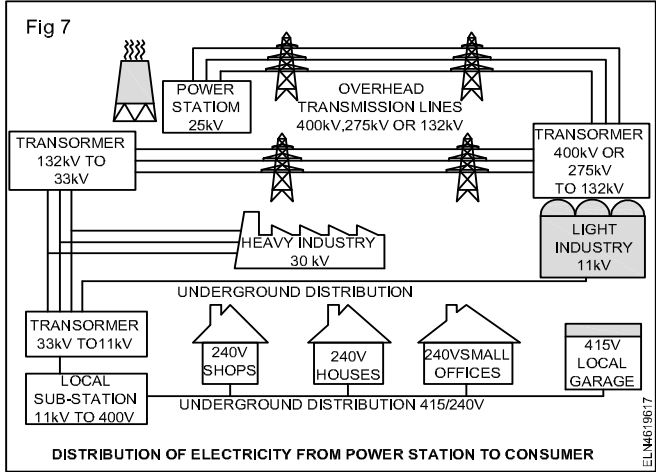 Fig 7
POWER
STATIOM
25kV
OVERHEAD
TRANSMISSION LINES
400kV,275kV OR 132kV
TRANSORMER
400kV OR
275kV
TO 132kV
TRANSORMER
132kV TO
33kV
HEAVY INDUSTRY
30 kV
LIGHT
INDUSTRY
11kV
UNDERGROUND DISTRIBUTION
TRANSORMER
33kV TO11kV
240V
SHOPS
240V
HOUSES
240VSMALL
OFFICES
415V
LOCAL
GARAGE
LOCAL
SUB-STATION
11kV TO 400V
UNDERGROUND DISTRIBUTION 415/240V
DISTRIBUTION OF ELECTRICITY FROM POWER STATION TO CONSUMER
ELN4619617